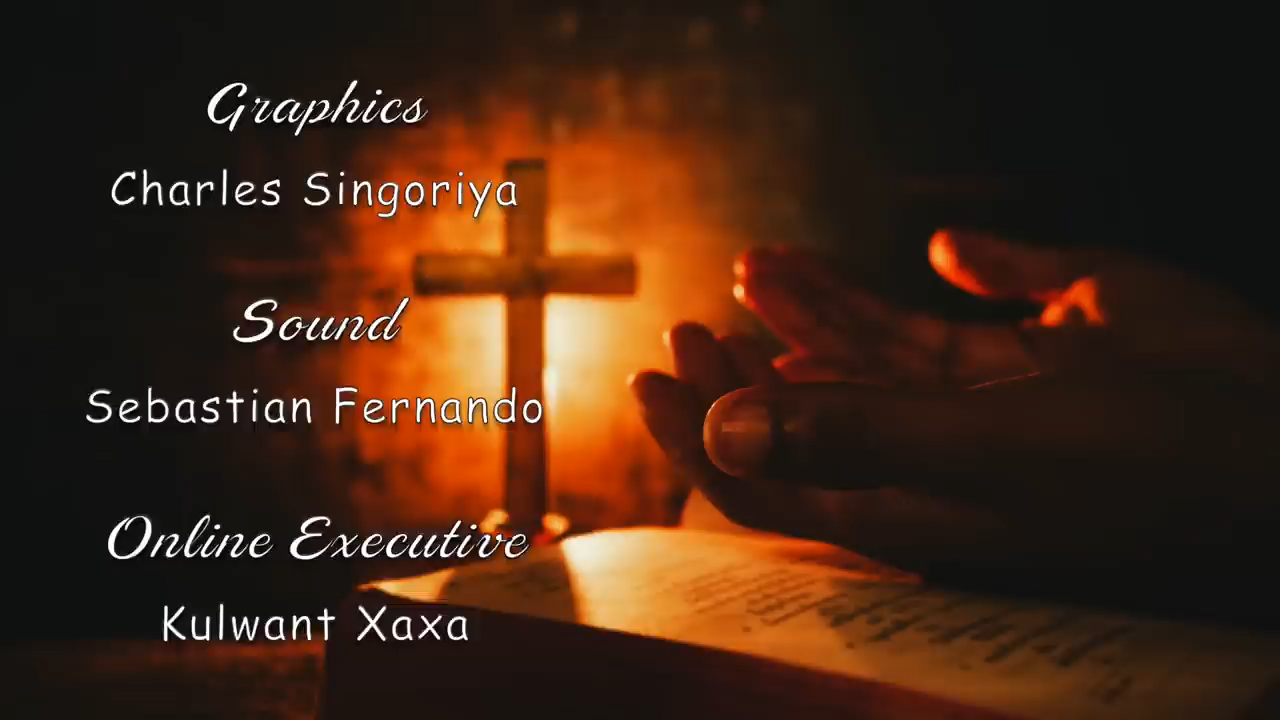 Graphics
Charles Singoriya
Sound
Sebastian Fernando
Online Executive
Kulwant Xaxa